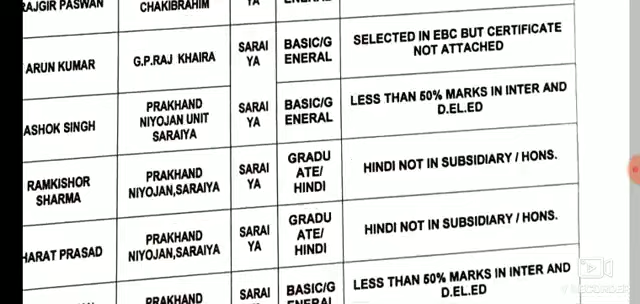 RAJGIR PASWAN
CHAKIBRAHIM
YA
ENERAL
ARUN KUMAR
G.P.RAJ KHAIRA
SARAI
YA
BASIC/G
ENERAL
SELECTED IN EBC BUT CERTIFICATE
NOT ATTACHED
ASHOK SINGH
PRAKHAND
NIYOJAN UNIT
SARAIYA
SARAI
YA
BASIC/G
ENERAL
LESS THAN 50% MARKS IN INTER AND
D.EL.ED
RAMKISHOR
SHARMA
PRAKHAND
NIYOJAN,SARAIYA
SARAI
YA
GRADU
ATE/
HINDI
HINDI NOT IN SUBSIDIARY / HONS.
HARAT PRASAD
PRAKHAND
NIYOJAN,SARAIYA
SARAI
YA
GRADU
ATE/
HINDI
HINDI NOT IN SUBSIDIARY / HONS.
PRAKHAND
SARAI
BASIC/G
ENERAL
LESS THAN 50% MARKS IN INTER AND
D.EL.ED